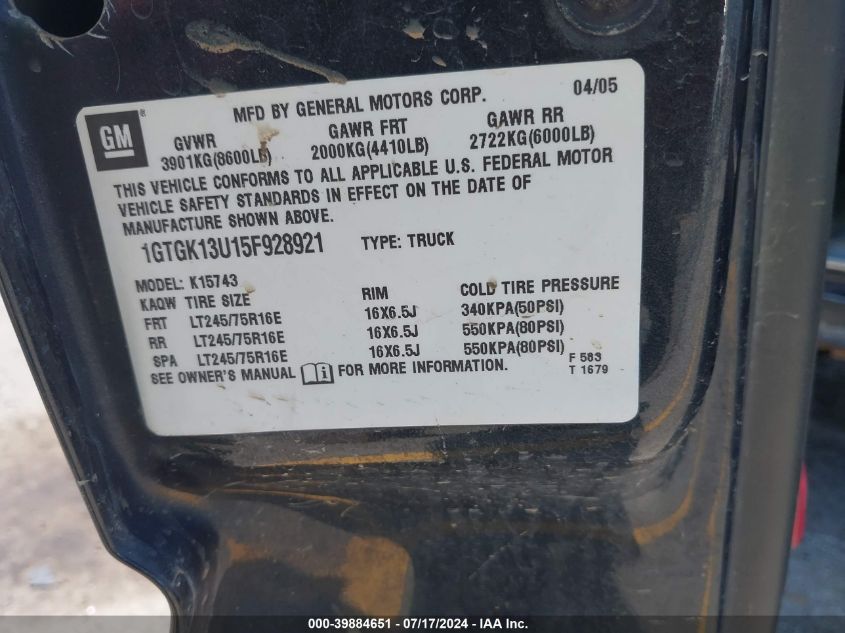 MFD BY GENERAL MOTORS CORP. 04/05
GM®
GVWR GAWR FRT GAWR RR
3901KG(8600LB) 2000KG(4410LB) 2722KG(6000LB)
THIS VEHICLE CONFORMS TO ALL APPLICABLE U.S. FEDERAL MOTOR
VEHICLE SAFETY STANDARDS IN EFFECT ON THE DATE OF
MANUFACTURE SHOWN ABOVE.
1GTGK13U15F928921 TYPE: TRUCK
MODEL: K15743
KAQW TIRE SIZE RIM COLD TIRE PRESSURE
FRT LT245/75R16E 16X6.5J 340KPA(50PSI)
RR LT245/75R16E 16X6.5J 550KPA(80PSI)
SPA LT245/75R16E 16X6.5J 550KPA(80PSI)
SEE OWNER'S MANUAL i FOR MORE INFORMATION.
F 583
T 1679
000-39884651 - 07/17/2024 - IAA Inc.